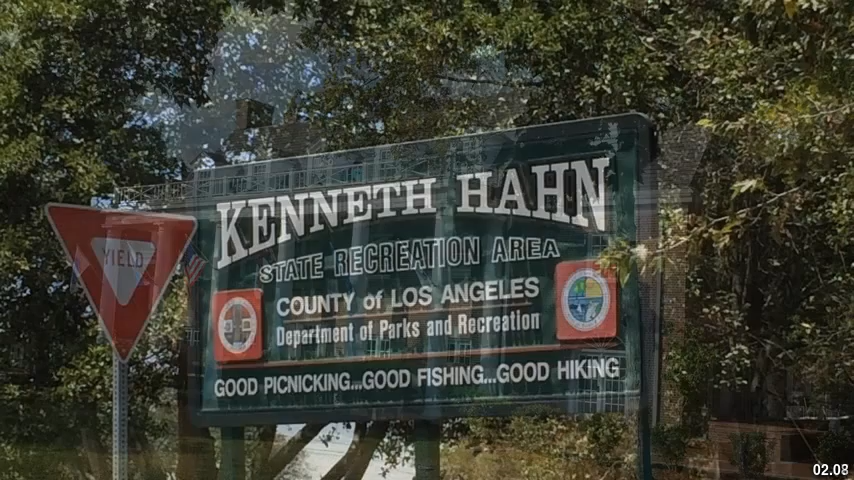 KENNETH HAHN
STATE RECREATION AREA
COUNTY of LOS ANGELES
Department of Parks and Recreation
GOOD PICNICKING...GOOD FISHING...GOOD HIKING
YIELD
02.08